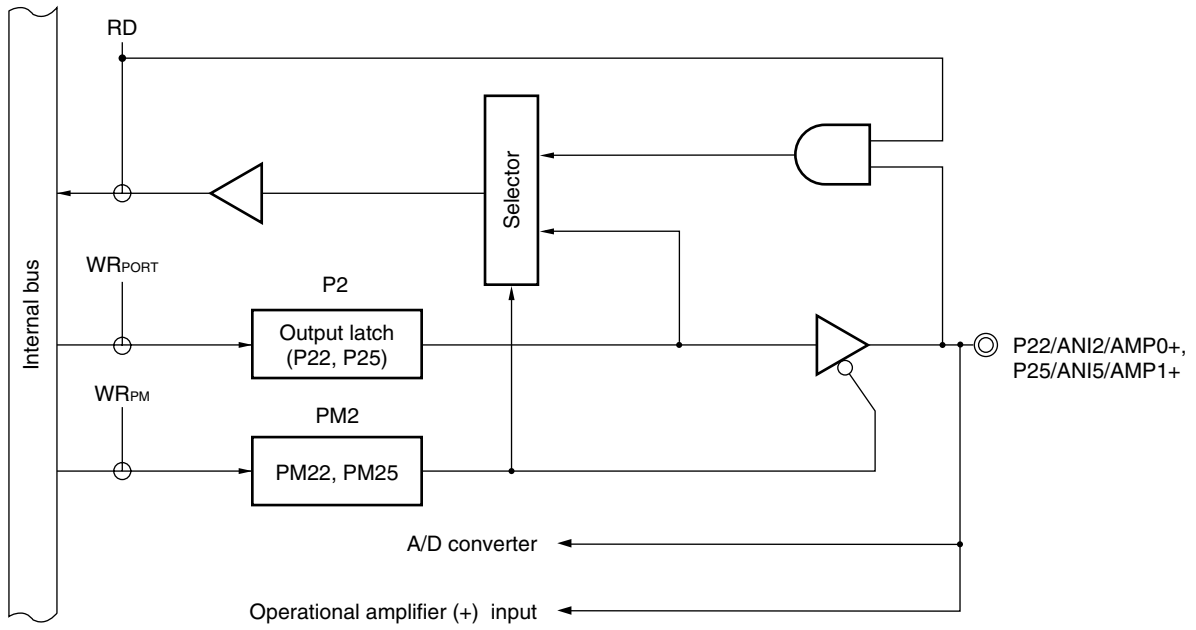 RD
Selector
Internal bus
WRPORT
P2
Output latch
(P22, P25)
P22/ANI2/AMP0+,
P25/ANI5/AMP1+
WRPM
PM2
PM22, PM25
A/D converter
Operational amplifier (+) input